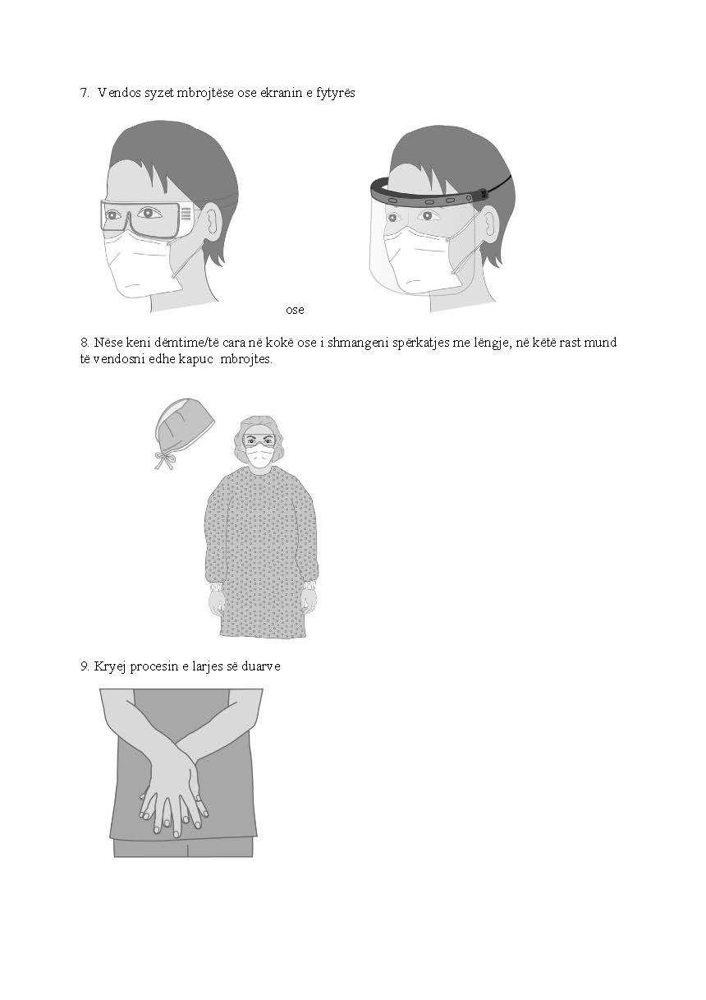 7. Vendos syzet mbrojtëse ose ekranin e fytyrës
ose
8. Nëse keni dëmtime/të cara në kokë ose i shmangeni spërkatjes me lëngje, në këtë rast mund
të vendosni edhe kapuc mbrojtes.
9. Kryej procesin e larjes së duarve